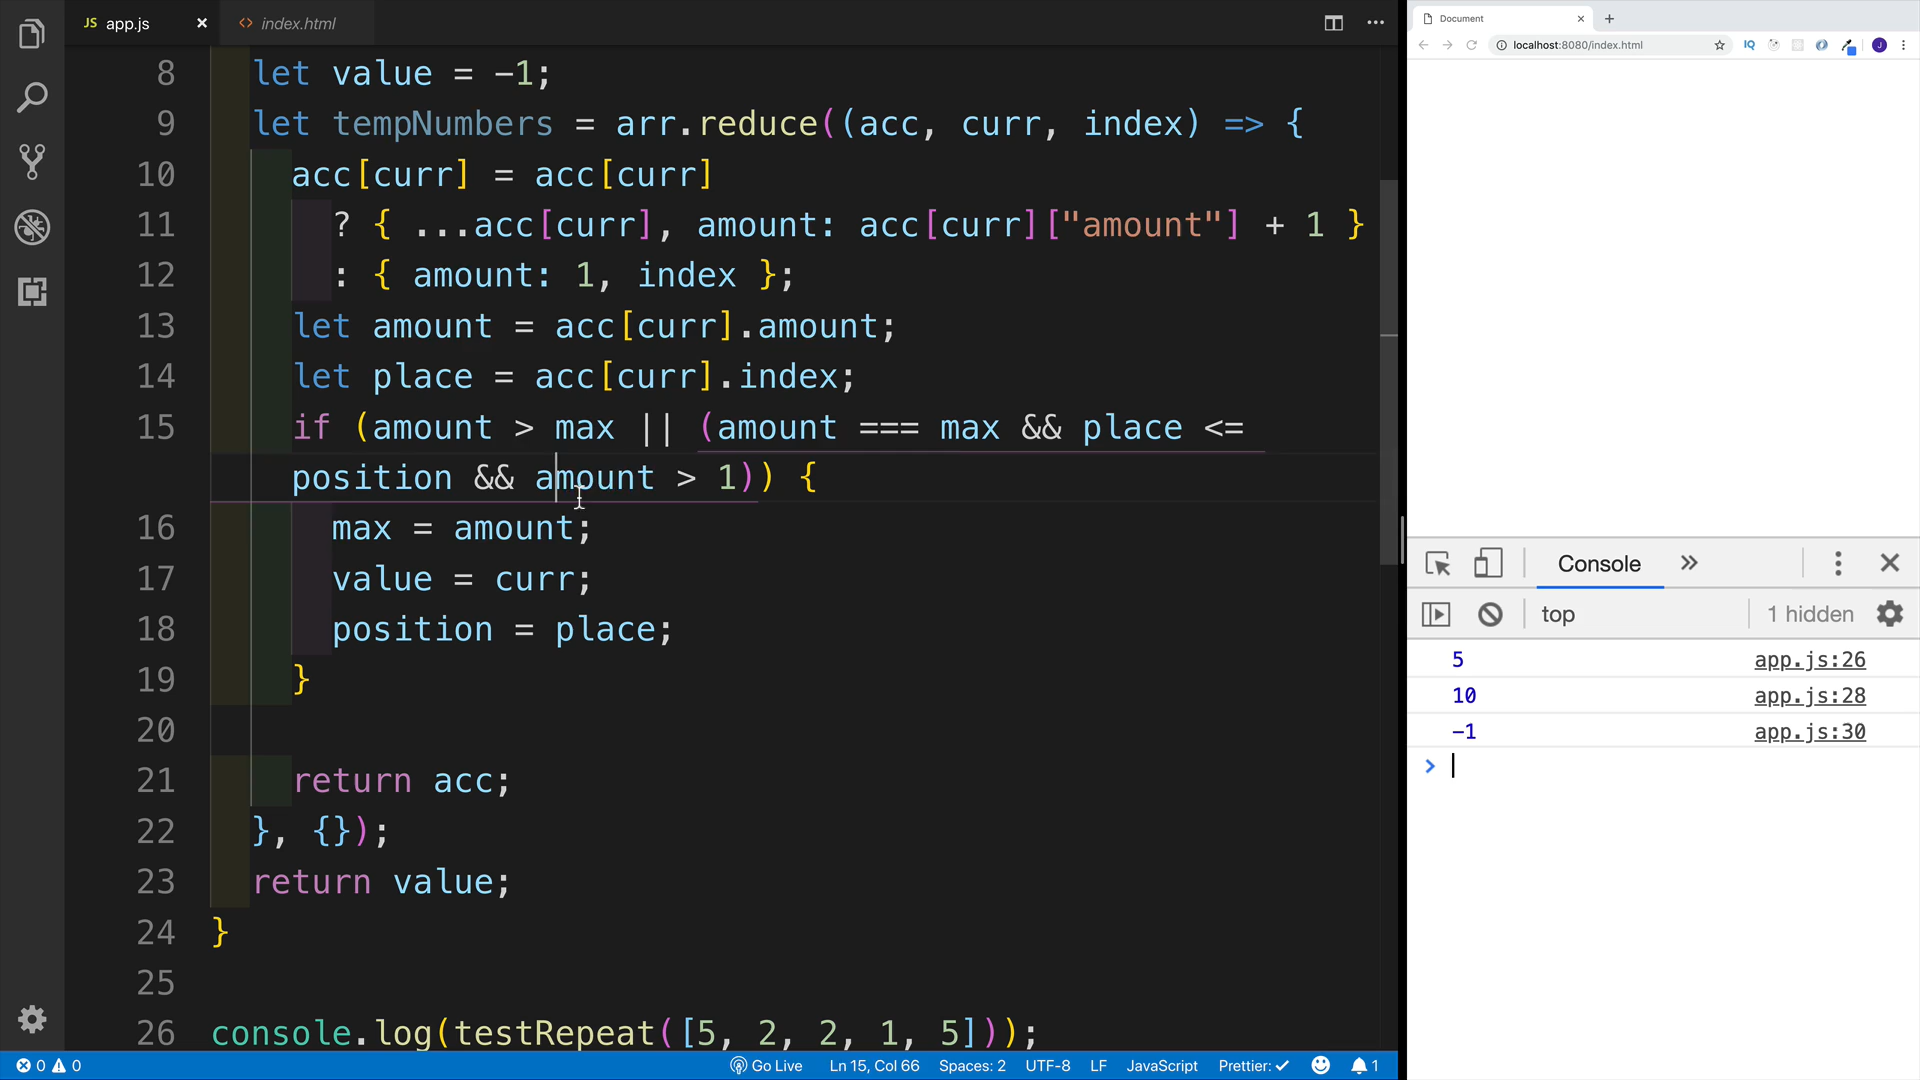 JS app.js × <> index.html
8 let value = -1;
9 let tempNumbers = arr.reduce((acc, curr, index) => {
10 acc[curr] = acc[curr]
11 ? { ...acc[curr], amount: acc[curr]["amount"] + 1 }
12 : { amount: 1, index };
13 let amount = acc[curr].amount;
14 let place = acc[curr].index;
15 if (amount > max || (amount === max && place <=
position && amount > 1)) {
16 max = amount;
17 value = curr;
18 position = place;
19 }
20
21 return acc;
22 }, {});
23 return value;
24 }
25
26 console.log(testRepeat([5, 2, 2, 1, 5]));
0 0 Go Live Ln 15, Col 66 Spaces: 2 UTF-8 LF JavaScript Prettier: ✓ 1
Document
localhost:8080/index.html IQ J
Console
top 1 hidden
5 app.js:26
10 app.js:28
-1 app.js:30
>